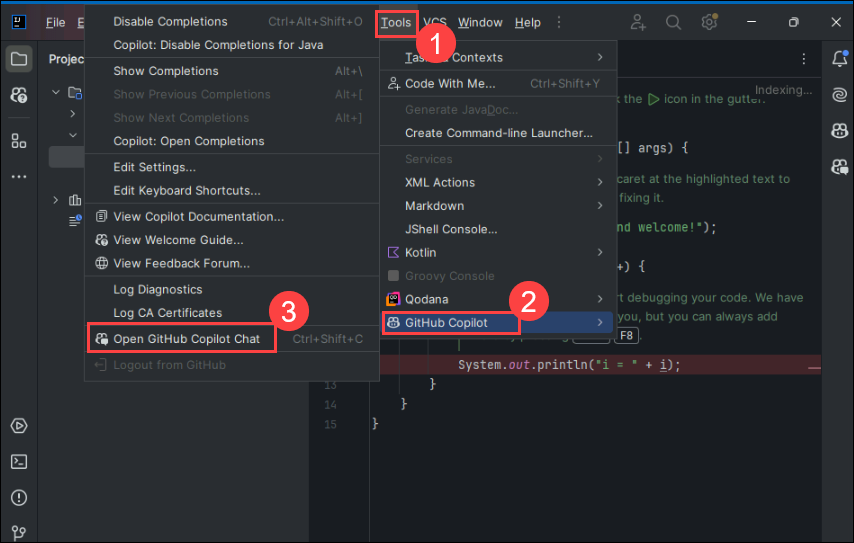 File E Tools VCS Window Help
1
Projec
Disable Completions Ctrl+Alt+Shift+O
Copilot: Disable Completions for Java
Show Completions Alt+\
Show Previous Completions Alt+[
Show Next Completions Alt+]
Copilot: Open Completions
Edit Settings...
Edit Keyboard Shortcuts...
View Copilot Documentation...
View Welcome Guide...
View Feedback Forum...
Log Diagnostics
Log CA Certificates
3
Open GitHub Copilot Chat Ctrl+Shift+C
Logout from GitHub
Contexts
Code With Me... Ctrl+Shift+Y
Generate JavaDoc...
Create Command-line Launcher...
Services
XML Actions
Markdown
JShell Console...
Kotlin
Groovy Console
Qodana
2
GitHub Copilot
Indexing...
k the icon in the gutter.
[] args) {
caret at the highlighted text to
fixing it.
nd welcome!");
+) {
rt debugging your code. We have
you, but you can always add
F8
System.out.println("i = " + i);
13 }
14 }
15 }